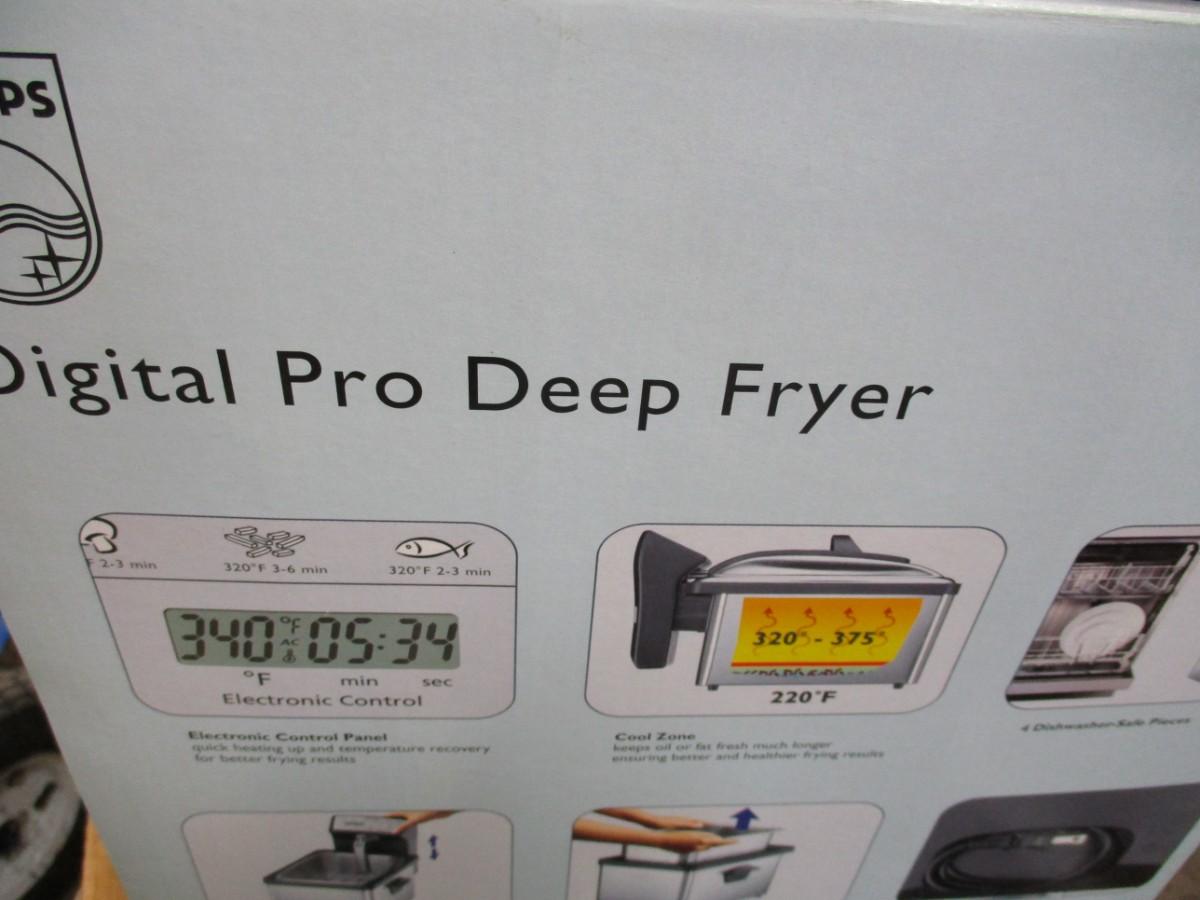 PS
Digital Pro Deep Fryer
F 2-3 min
320°F 3-6 min
320°F 2-3 min
340 °F AC 05:34
°F min sec
Electronic Control
Electronic Control Panel
quick heating up and temperature recovery
for better frying results
320° - 375°
220°F
Cool Zone
keeps oil or fat fresh much longer
ensuring better and healthier frying results
4 Dishwasher-Safe Pieces